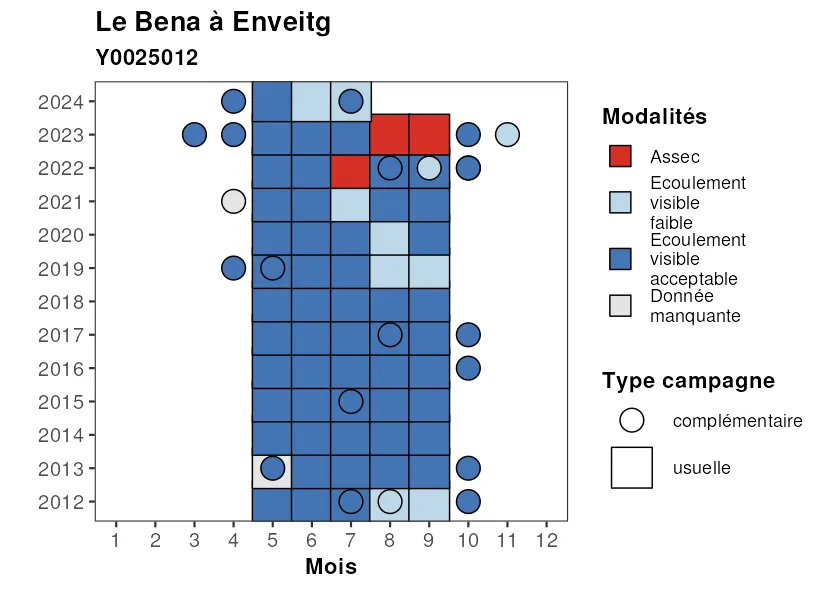 Le Bena à Enveitg
Y0025012
2024
2023
2022
2021
2020
2019
2018
2017
2016
2015
2014
2013
2012
1 2 3 4 5 6 7 8 9 10 11 12
Mois
Modalités
Assec
Ecoulement
visible
faible
Ecoulement
visible
acceptable
Donnée
manquante
Type campagne
complémentaire
usuelle